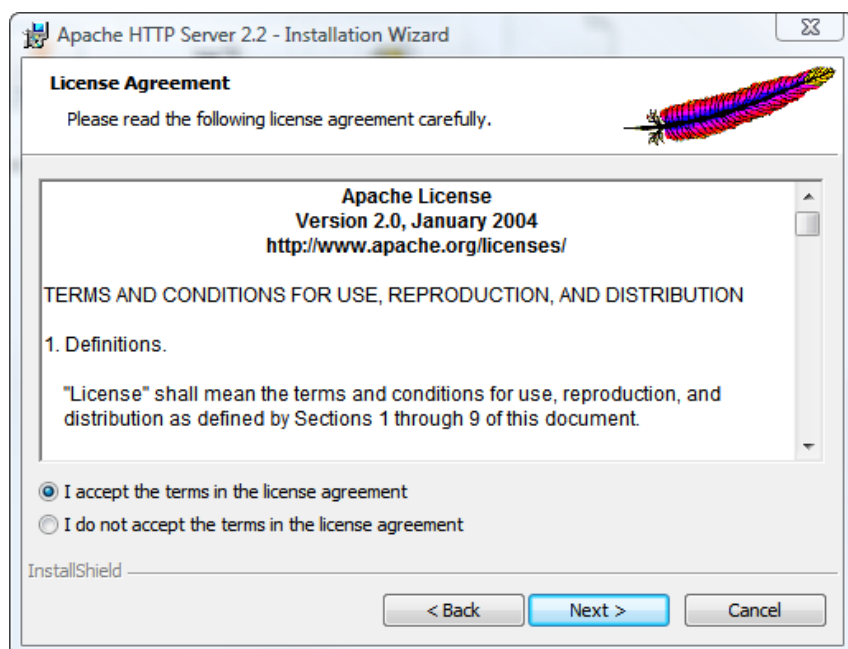 Apache HTTP Server 2.2 - Installation Wizard
License Agreement
Please read the following license agreement carefully.
Apache License
Version 2.0, January 2004
http://www.apache.org/licenses/
TERMS AND CONDITIONS FOR USE, REPRODUCTION, AND DISTRIBUTION
1. Definitions.
"License" shall mean the terms and conditions for use, reproduction, and
distribution as defined by Sections 1 through 9 of this document.
I accept the terms in the license agreement
I do not accept the terms in the license agreement
InstallShield
< Back
Next >
Cancel